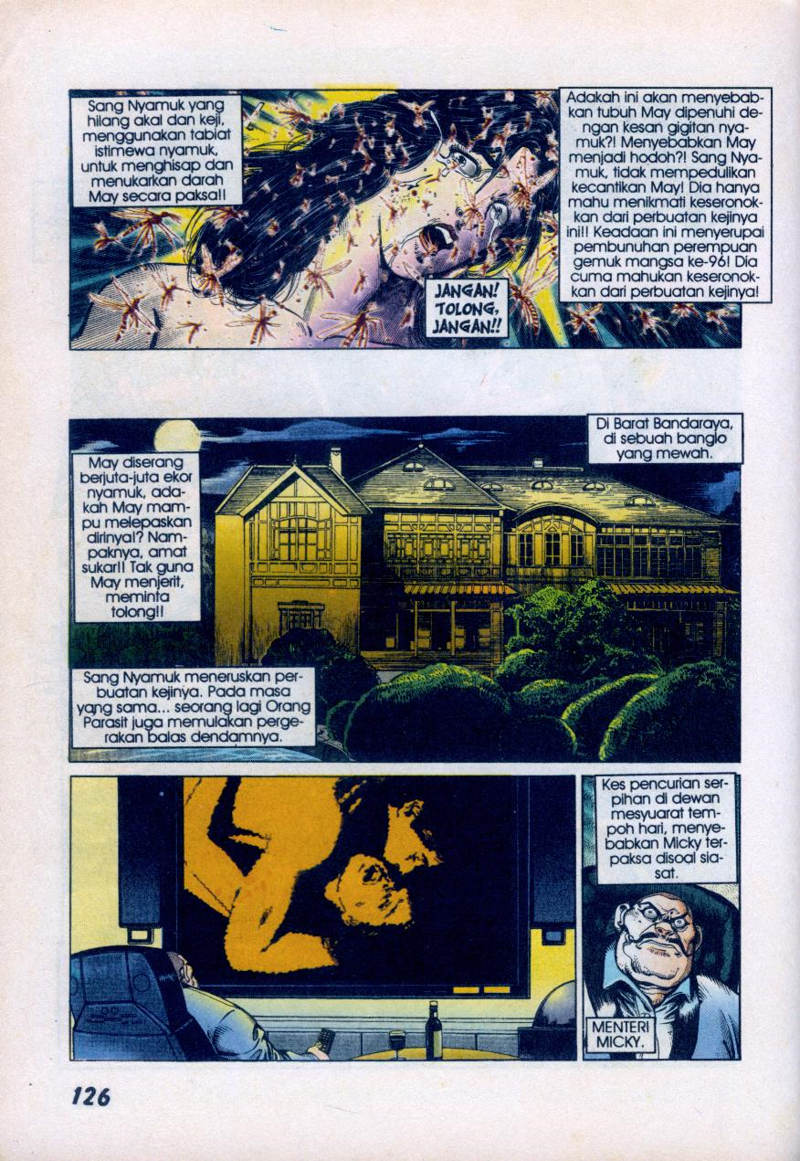 Sang Nyamuk yang
hilang akal dan keji,
menggunakan tabiat
istimewa nyamuk,
untuk menghisap dan
menukarkan darah
May secara paksa!!
Adakah ini akan menyebab-
kan tubuh May dipenuhi de-
ngan kesan gigitan nya-
muk?! Menyebabkan May
menjadi hodoh?! Sang Nya-
muk, tidak mempedulikan
kecantikan May! Dia hanya
mahu menikmati keseronok-
kan dari perbuatan kejinya
ini!! Keadaan ini menyerupai
pembunuhan perempuan
gemuk mangsa ke-96! Dia
cuma mahukan keseronok-
kan dari perbuatan kejinya!
JANGAN!
TOLONG,
JANGAN!!
Di Barat Bandaraya,
di sebuah banglo
yang mewah.
May diserang
berjuta-juta ekor
nyamuk, ada-
kah May mam-
pu melepaskan
dirinya!? Nam-
paknya, amat
sukar!! Tak guna
May menjerit,
meminta
tolong!!
Sang Nyamuk meneruskan per-
buatan kejinya. Pada masa
yang sama... seorang lagi Orang
Parasit juga memulakan perge-
rakan balas dendamnya.
Kes pencurian ser-
pihan di dewan
mesyuarat tem-
poh hari, menye-
babkan Micky ter-
paksa disoal sia-
sat.
MENTERI
MICKY.
126